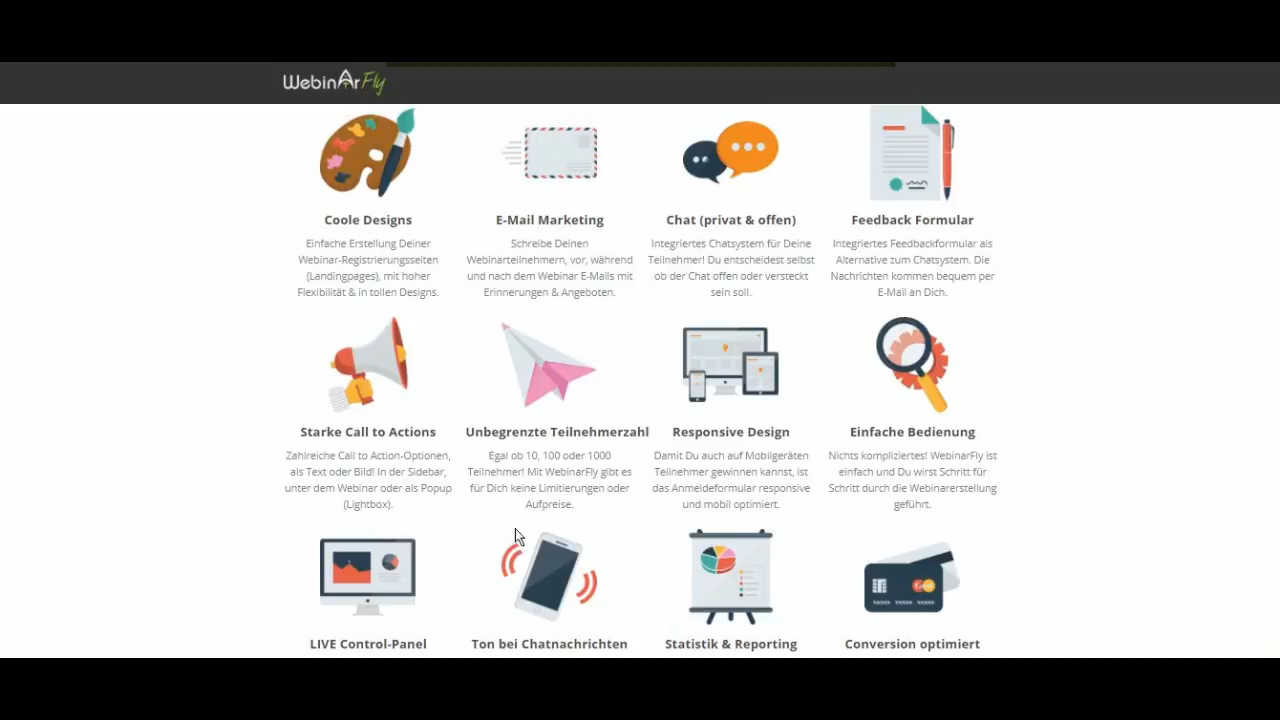 WebinArFly
Coole Designs
Einfache Erstellung Deiner
Webinar-Registrierungsseiten
(Landingpages), mit hoher
Flexibilität & in tollen Designs.
E-Mail Marketing
Schreibe Deinen
Webinarteilnehmern, vor, während
und nach dem Webinar E-Mails mit
Erinnerungen & Angeboten.
Chat (privat & offen)
Integriertes Chatsystem für Deine
Teilnehmer! Du entscheidest selbst
ob der Chat offen oder versteckt
sein soll.
Feedback Formular
Integriertes Feedbackformular als
Alternative zum Chatsystem. Die
Nachrichten kommen bequem per
E-Mail an Dich.
Starke Call to Actions
Zahlreiche Call to Action-Optionen,
als Text oder Bild! In der Sidebar,
unter dem Webinar oder als Popup
(Lightbox).
Unbegrenzte Teilnehmerzahl
Egal ob 10, 100 oder 1000
Teilnehmer! Mit WebinarFly gibt es
für Dich keine Limitierungen oder
Aufpreise.
Responsive Design
Damit Du auch auf Mobilgeräten
Teilnehmer gewinnen kannst, ist
das Anmeldeformular responsive
und mobil optimiert.
Einfache Bedienung
Nichts kompliziertes! WebinarFly ist
einfach und Du wirst Schritt für
Schritt durch die Webinarerstellung
geführt.
LIVE Control-Panel
Ton bei Chatnachrichten
Statistik & Reporting
Conversion optimiert